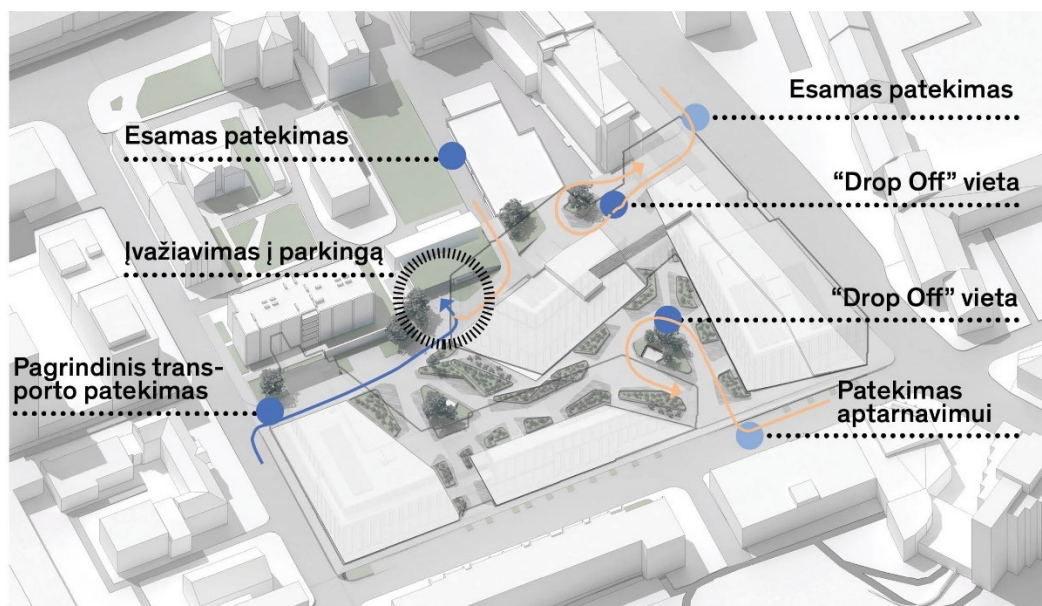 Esamas patekimas
Esamas patekimas
“Drop Off” vieta
Įvažiavimas į parkingą
“Drop Off” vieta
Pagrindinis trans-
porto patekimas
Patekimas
aptarnavimui